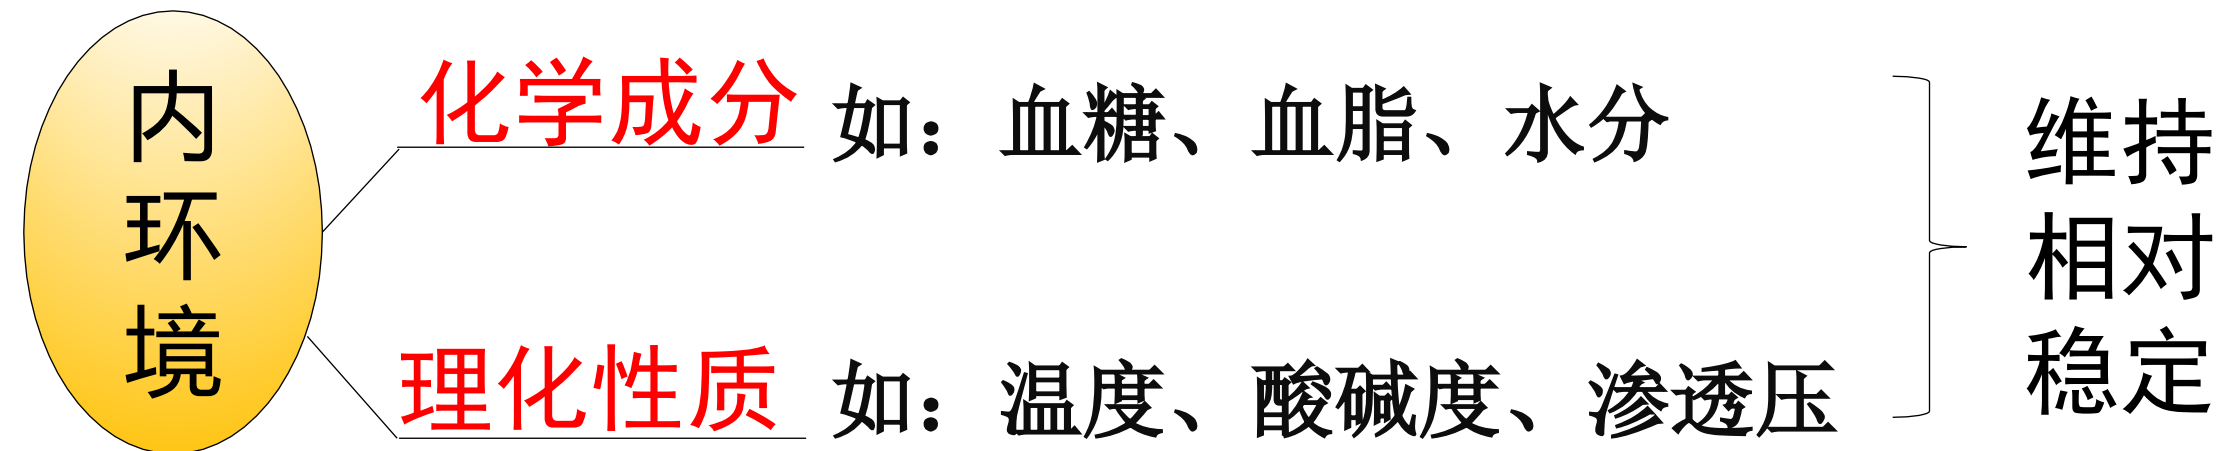 内环境
化学成分 如：血糖、血脂、水分
理化性质 如：温度、酸碱度、渗透压
维持
相对
稳定